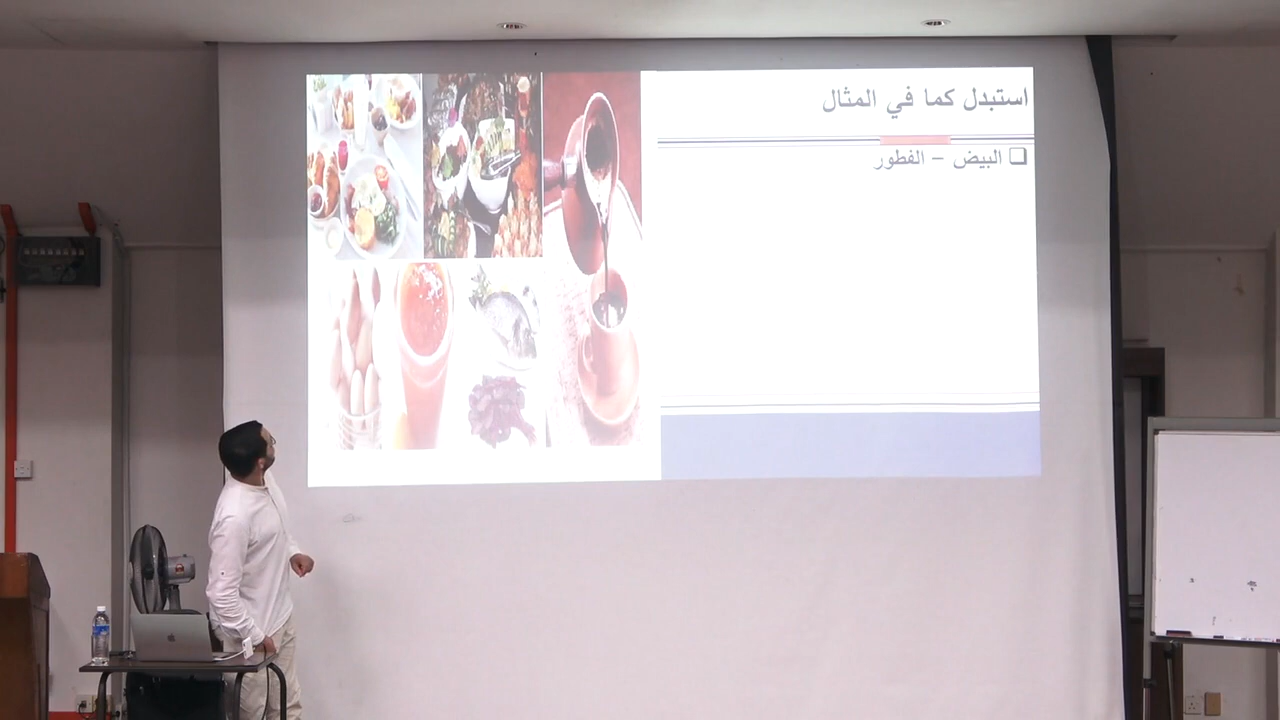 استبدل كما في المثال
❑ البيض – الفطور